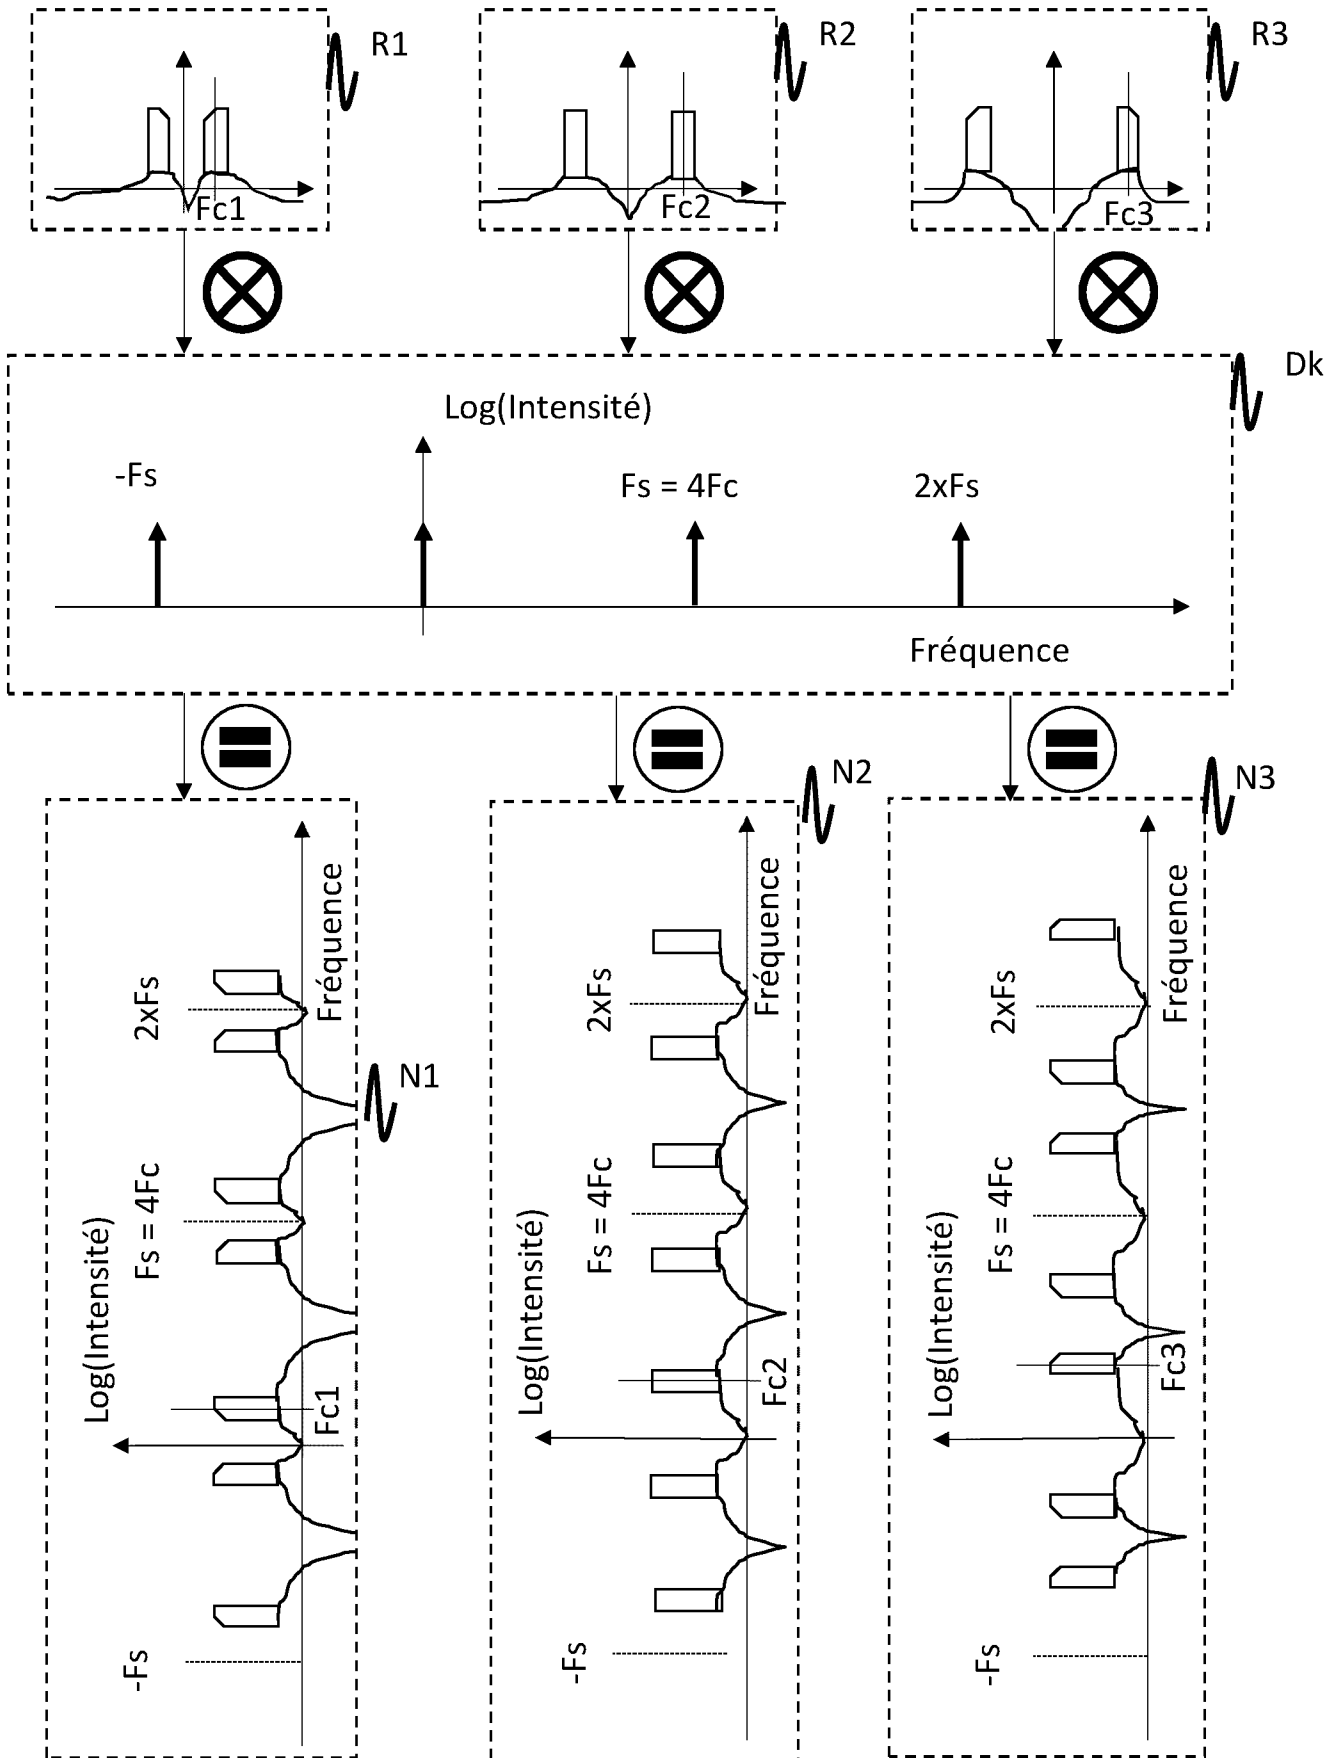 R1
R2
R3
Fc1
Fc2
Fc3
Dk
Log(Intensité)
-Fs
Fs = 4Fc
2xFs
Fréquence
N2
N3
N1
Fréquence
2xFs
Fs = 4Fc
Log(Intensité)
Fc1
-Fs
Fréquence
2xFs
Fs = 4Fc
Log(Intensité)
Fc2
-Fs
Fréquence
2xFs
Fs = 4Fc
Log(Intensité)
Fc3
-Fs